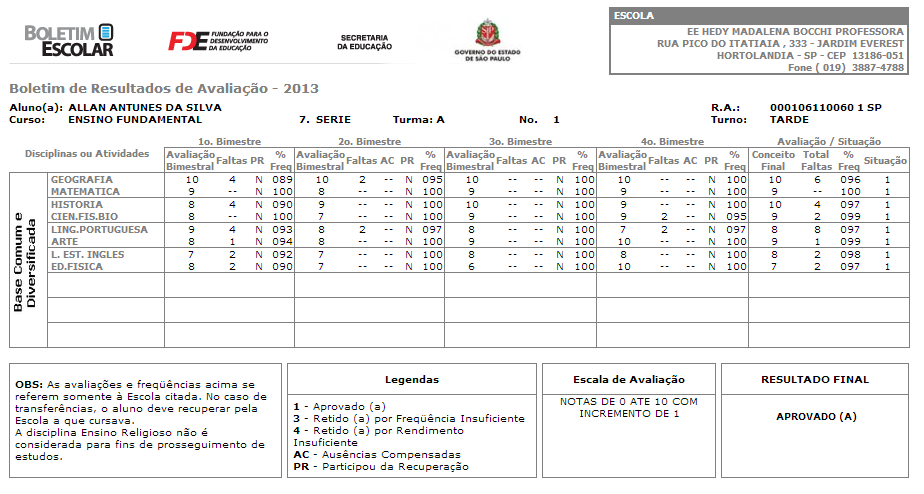 BOLETIM
ESCOLAR
FDE FUNDAÇÃO PARA O
DESENVOLVIMENTO
DA EDUCAÇÃO
SECRETARIA
DA EDUCAÇÃO
GOVERNO DO ESTADO
DE SÃO PAULO
ESCOLA
EE HEDY MADALENA BOCCHI PROFESSORA
RUA PICO DO ITATIAIA , 333 - JARDIM EVEREST
HORTOLANDIA - SP - CEP 13186-051
Fone ( 019) 3887-4788
Boletim de Resultados de Avaliação - 2013
Aluno(a): ALLAN ANTUNES DA SILVA R.A.: 000106110060 1 SP
Curso: ENSINO FUNDAMENTAL 7. SERIE Turma: A No. 1 Turno: TARDE
Disciplinas ou Atividades 1o. Bimestre 2o. Bimestre 3o. Bimestre 4o. Bimestre Avaliação / Situação
Avaliação Bimestral Faltas PR % Freq Avaliação Bimestral Faltas AC PR % Freq Avaliação Bimestral Faltas AC PR % Freq Avaliação Bimestral Faltas AC PR % Freq Conceito Final Total Faltas % Freq Situação
Base Comum e
Diversificada
GEOGRAFIA 10 4 N 089 10 2 -- N 095 10 -- -- N 100 10 -- -- N 100 10 6 096 1
MATEMATICA 9 -- N 100 8 -- -- N 100 9 -- -- N 100 9 -- -- N 100 9 -- 100 1
HISTORIA 8 4 N 090 9 -- -- N 100 10 -- -- N 100 10 -- -- N 100 10 4 097 1
CIEN.FIS.BIO 8 -- N 100 7 -- -- N 100 9 -- -- N 100 9 2 -- N 095 9 2 099 1
LING.PORTUGUESA 9 4 N 093 8 2 -- N 097 8 -- -- N 100 7 2 -- N 097 8 8 097 1
ARTE 8 1 N 094 8 -- -- N 100 9 -- -- N 100 10 -- -- N 100 9 1 099 1
L. EST. INGLES 7 2 N 092 7 -- -- N 100 8 -- -- N 100 8 -- -- N 100 8 2 098 1
ED.FISICA 8 2 N 090 7 -- -- N 100 6 -- -- N 100 10 -- -- N 100 7 2 097 1
OBS: As avaliações e freqüências acima se
referem somente à Escola citada. No caso de
transferências, o aluno deve recuperar pela
Escola a que cursava.
A disciplina Ensino Religioso não é
considerada para fins de prosseguimento de
estudos.
Legendas
1 - Aprovado (a)
3 - Retido (a) por Freqüência Insuficiente
4 - Retido (a) por Rendimento
Insuficiente
AC - Ausências Compensadas
PR - Participou da Recuperação
Escala de Avaliação
NOTAS DE 0 ATE 10 COM
INCREMENTO DE 1
RESULTADO FINAL
APROVADO (A)